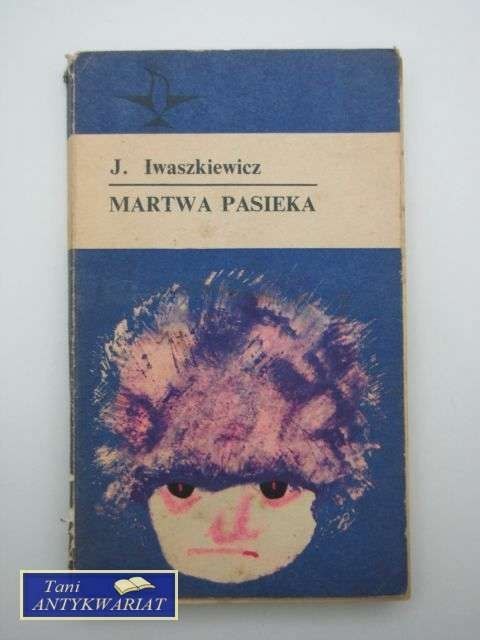 J. Iwaszkiewicz
MARTWA PASIEKA
Tani
ANTYKWARIAT